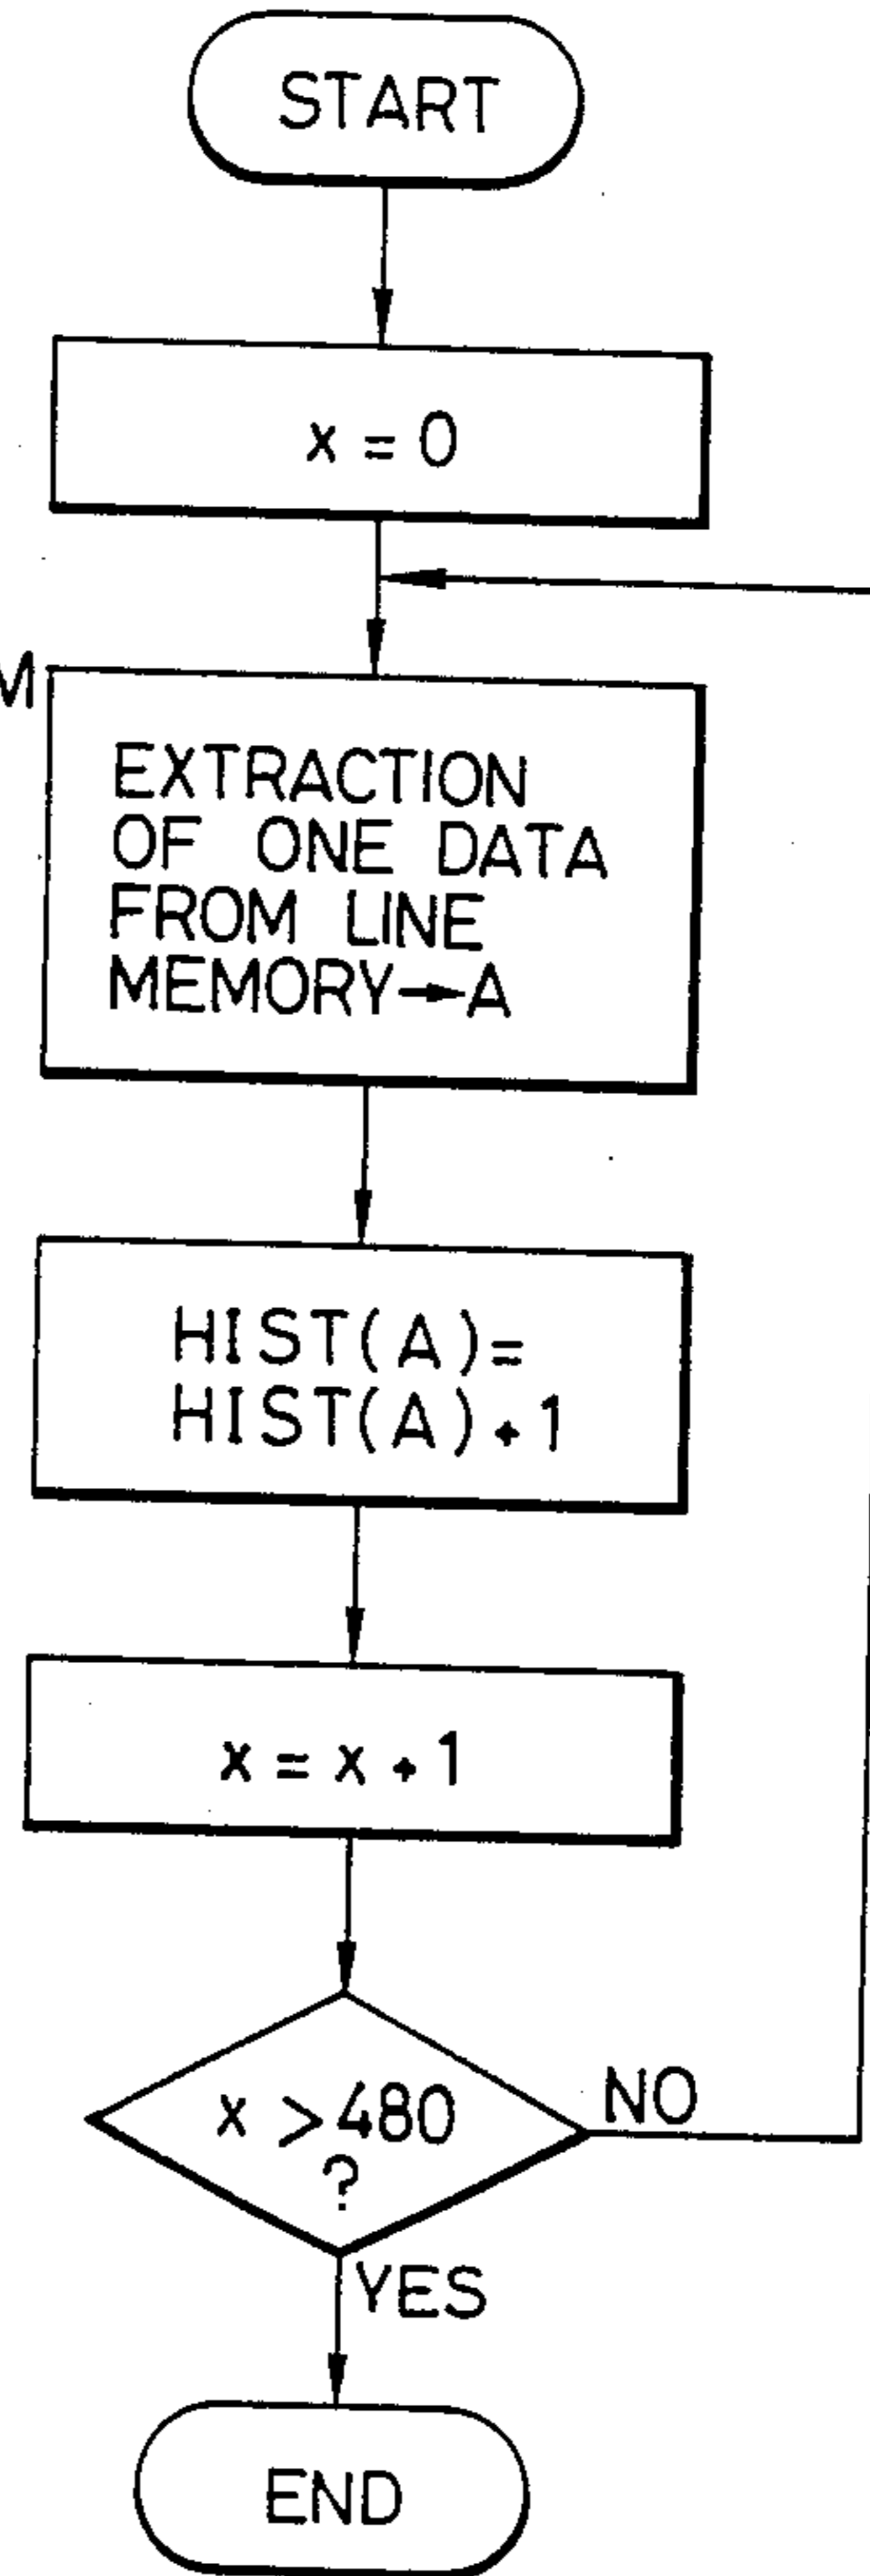 START
x = 0
M
EXTRACTION
OF ONE DATA
FROM LINE
MEMORY→A
HIST(A)=
HIST(A)+1
x = x + 1
x > 480
?
NO
YES
END